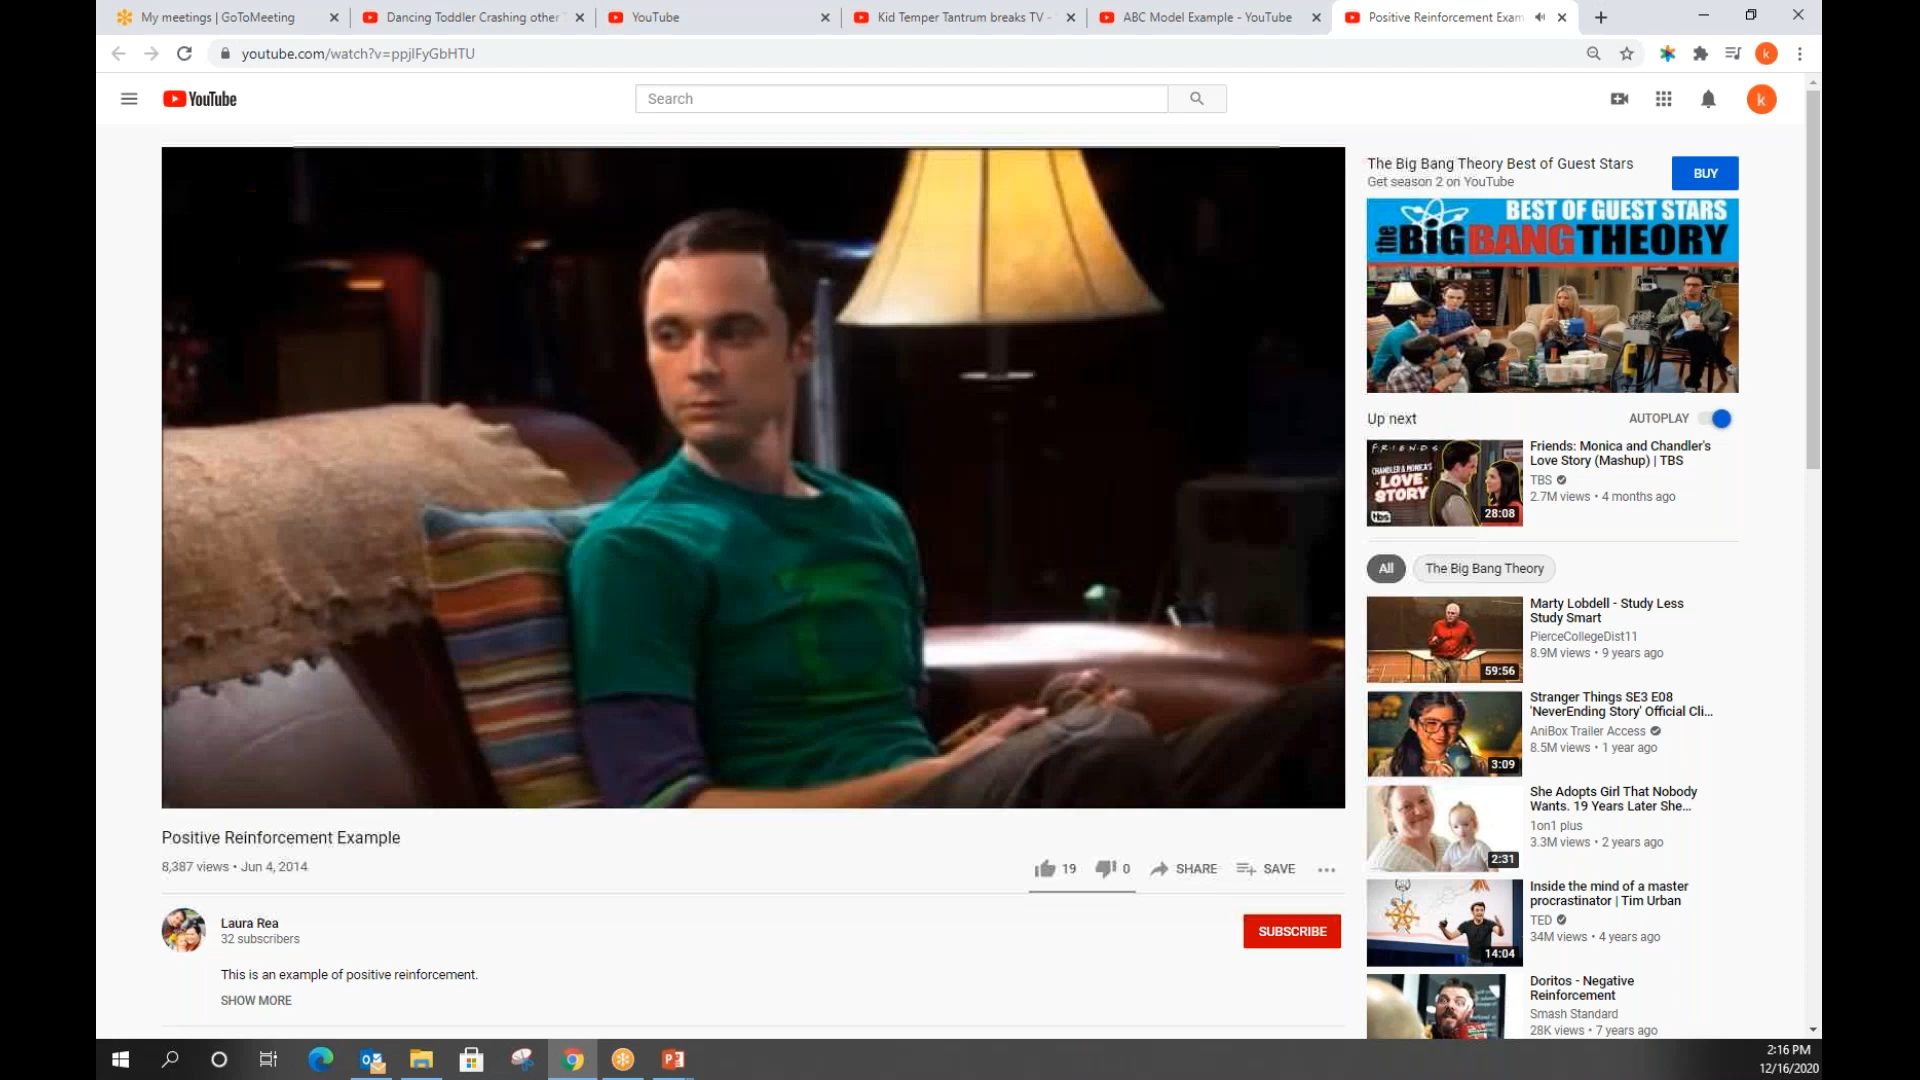 My meetings | GoToMeeting
Dancing Toddler Crashing other
YouTube
Kid Temper Tantrum breaks TV -
ABC Model Example - YouTube
Positive Reinforcement Exam
youtube.com/watch?v=ppjlFyGbHTU
k
YouTube
Search
k
The Big Bang Theory Best of Guest Stars
Get season 2 on YouTube
BUY
BEST OF GUEST STARS
the BIG BANG THEORY
Up next
AUTOPLAY
FRIENDS
CHANDLER & MONICA'S
LOVE
STORY
tbs
28:08
Friends: Monica and Chandler's
Love Story (Mashup) | TBS
TBS
2.7M views • 4 months ago
All
The Big Bang Theory
59:56
Marty Lobdell - Study Less
Study Smart
PierceCollegeDist11
8.9M views • 9 years ago
3:09
Stranger Things SE3 E08
'NeverEnding Story' Official Cli...
AniBox Trailer Access
8.5M views • 1 year ago
2:31
She Adopts Girl That Nobody
Wants. 19 Years Later She...
1on1 plus
3.3M views • 2 years ago
14:04
Inside the mind of a master
procrastinator | Tim Urban
TED
34M views • 4 years ago
Doritos - Negative
Reinforcement
Smash Standard
28K views • 7 years ago
Positive Reinforcement Example
8,387 views • Jun 4, 2014
19
0
SHARE
SAVE
Laura Rea
32 subscribers
SUBSCRIBE
This is an example of positive reinforcement.
SHOW MORE
2:16 PM
12/16/2020